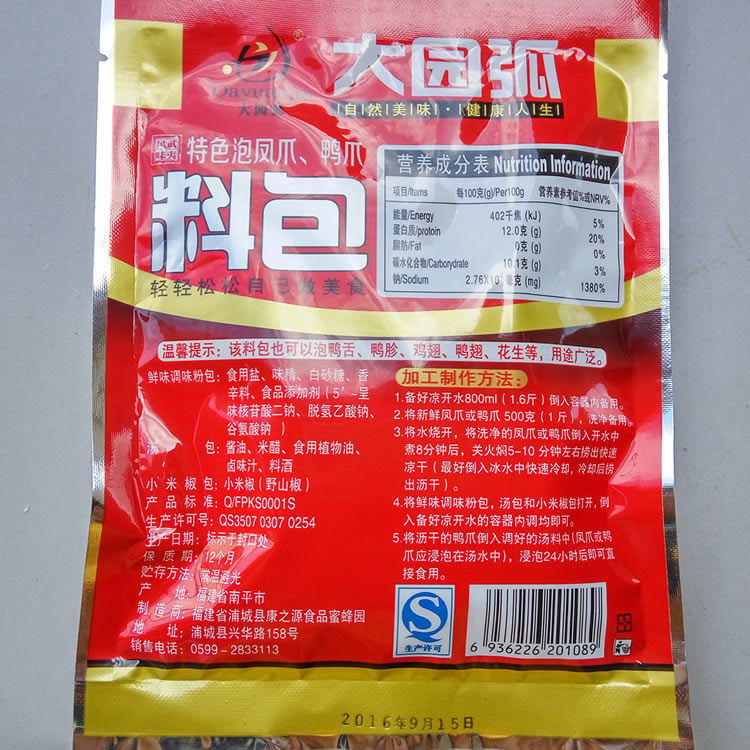 大园弧
自然美味·健康人生
特色泡凤爪、鸭爪
料包
轻轻松松自己做美食
营养成分表 Nutrition Information
项目/Items 每100克(g)/Per100g 营养素参考值%或NRV%
能量/Energy 402千焦(kJ) 5%
蛋白质/protein 12.0克(g) 20%
脂肪/Fat 0克(g) 0%
碳水化合物/Carborydrate 10.1克(g) 3%
钠/Sodium 毫克(mg) 1380%
温馨提示：该料包也可以泡鸭舌、鸭胗、鸡翅、鸭翅、花生等，用途广泛。
鲜味调味粉包：食用盐、味精、白砂糖、香
辛料、食品添加剂(5′-呈
味核苷酸二钠、脱氢乙酸钠、
谷氨酸钠 )
包：酱油、米醋、食用植物油、
卤味汁、料酒
小米椒包：小米椒(野山椒)
产品标准：Q/FPKS0001S
生产许可号：QS3507 0307 0254
生产日期：标示于封口处
保质期：12个月
贮存方法：常温避光
产地：福建省南平市
制造商：福建省浦城县康之源食品蜜蜂园
地址：浦城县兴华路158号
销售电话：0599-2833113
加工制作方法：
1.备好凉开水800ml（1.6斤）倒入容器内备用。
2.将新鲜凤爪或鸭爪 500克（1斤），洗净备用。
3.将水烧开，将洗净的凤爪或鸭爪倒入开水中
煮8分钟后，关火焖5-10 分钟左右捞出快速
凉干（最好倒入冰水中快速冷却，冷却后捞
出沥干）。
4.将鲜味调味粉包，汤包和小米椒包打开，倒
入备好凉开水的容器内调均即可。
5.将沥干的鸭爪倒入调好的汤料中(凤爪或鸭
爪应浸泡在汤水中)，浸泡24小时后即可直
接食用。
生产许可
6 936226 201089
2016年9月15日